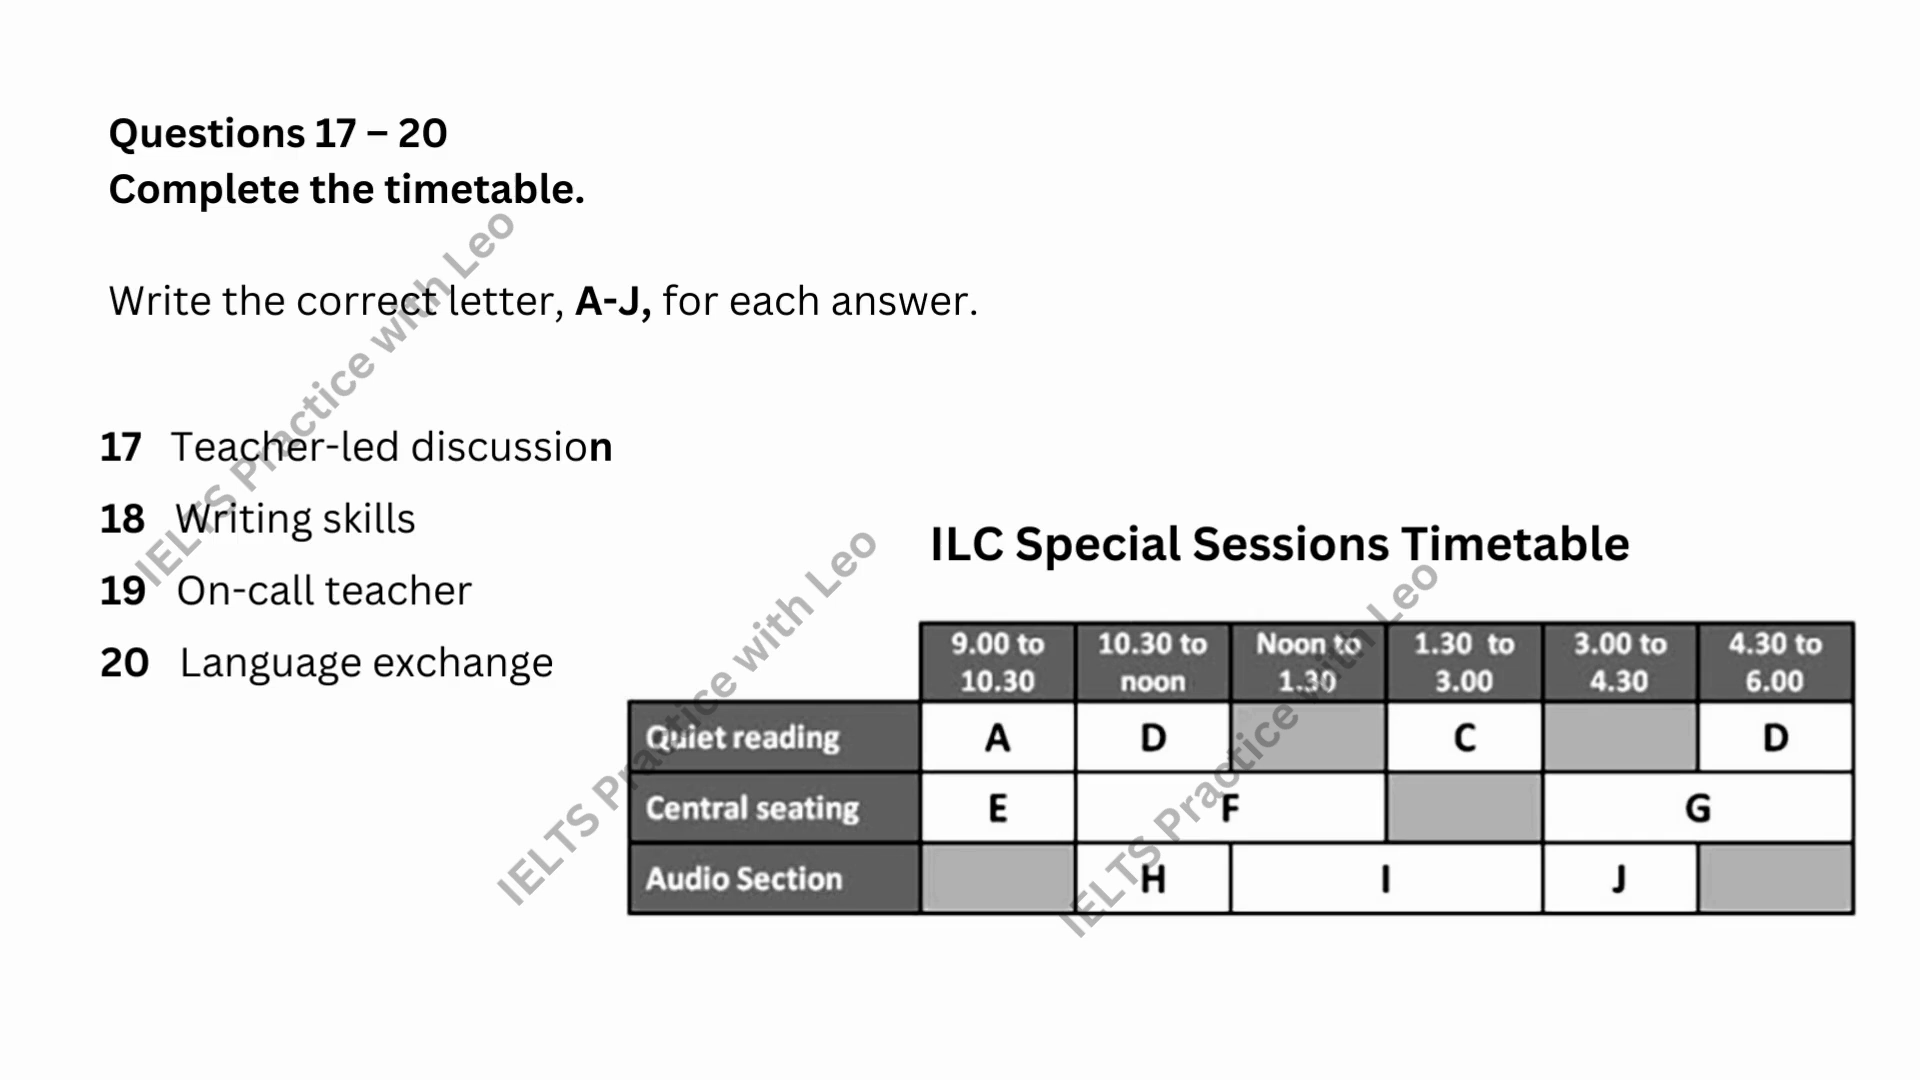 Questions 17 – 20
Complete the timetable.
Write the correct letter, A-J, for each answer.
17 Teacher-led discussion
18 Writing skills
19 On-call teacher
20 Language exchange
ILC Special Sessions Timetable
9.00 to 10.30 10.30 to noon Noon to 1.30 1.30 to 3.00 3.00 to 4.30 4.30 to 6.00
Quiet reading A D C D
Central seating E F G
Audio Section H I J
IELTS Practice with Leo
IELTS Practice with Leo
IELTS Practice with Leo